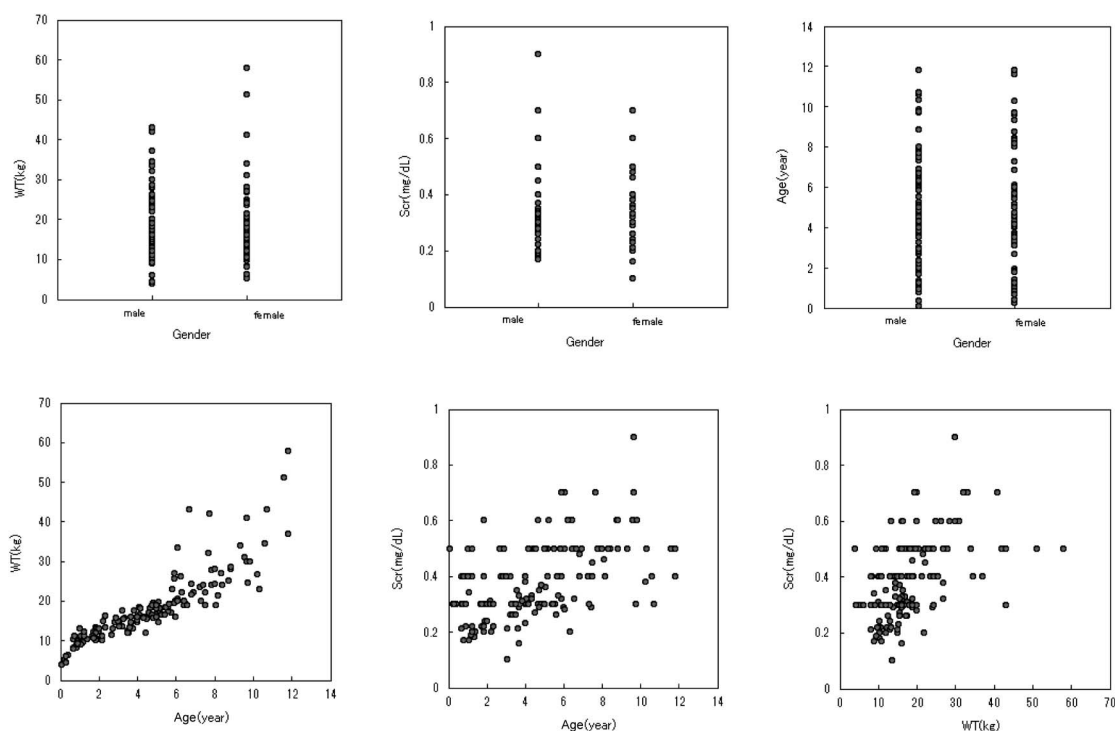 70
60
50
40
30
20
10
0
WT(kg)
male
female
Gender
1
0.8
0.6
0.4
0.2
0
Scr(mg/dL)
male
female
Gender
14
12
10
8
6
4
2
0
Age(year)
male
female
Gender
70
60
50
40
30
20
10
0
WT(kg)
0 2 4 6 8 10 12 14
Age(year)
1
0.8
0.6
0.4
0.2
0
Scr(mg/dL)
0 2 4 6 8 10 12 14
Age(year)
1
0.8
0.6
0.4
0.2
0
Scr(mg/dL)
0 10 20 30 40 50 60 70
WT(kg)